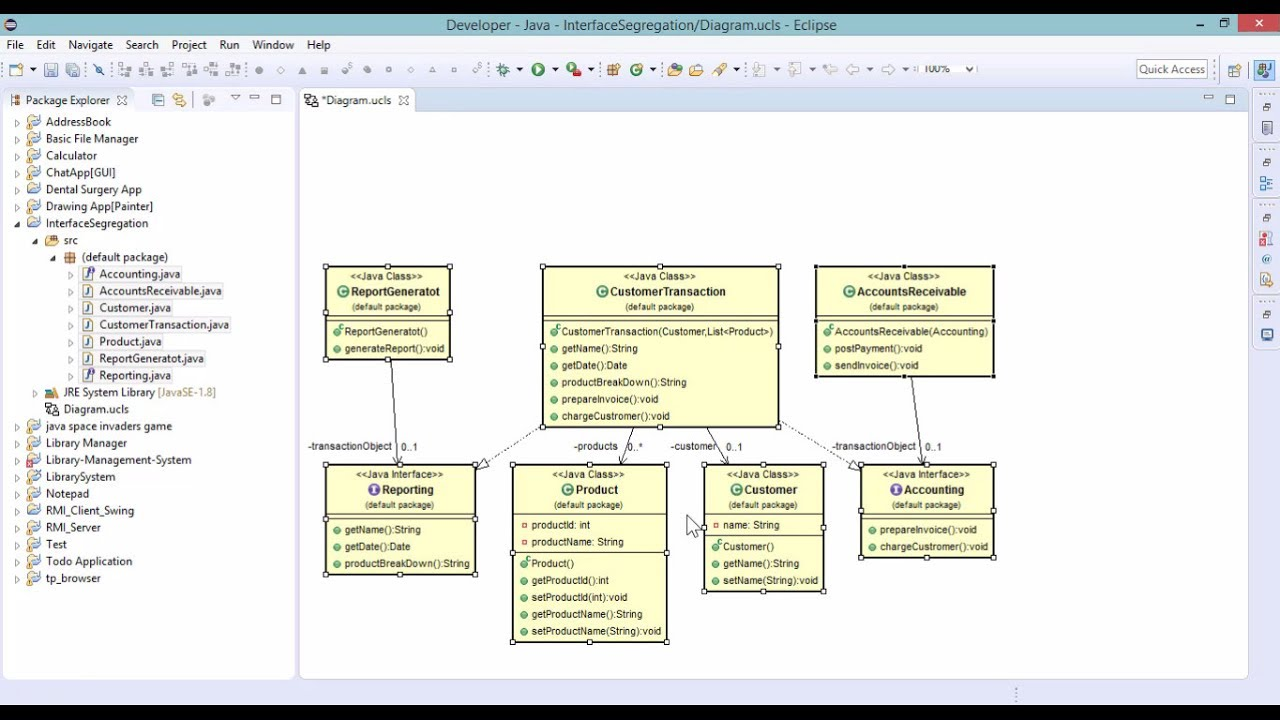 Developer - Java - InterfaceSegregation/Diagram.ucls - Eclipse
File Edit Navigate Search Project Run Window Help
100%
Quick Access
Package Explorer
AddressBook
Basic File Manager
Calculator
ChatApp[GUI]
Dental Surgery App
Drawing App[Painter]
InterfaceSegregation
src
(default package)
Accounting.java
AccountsReceivable.java
Customer.java
CustomerTransaction.java
Product.java
ReportGeneratot.java
Reporting.java
JRE System Library [JavaSE-1.8]
Diagram.ucls
java space invaders game
Library Manager
Library-Management-System
LibrarySystem
Notepad
RMI_Client_Swing
RMI_Server
Test
Todo Application
tp_browser
*Diagram.ucls
<<Java Class>>
ReportGeneratot
(default package)
ReportGeneratot()
generateReport():void
<<Java Class>>
CustomerTransaction
(default package)
CustomerTransaction(Customer,List<Product>)
getName():String
getDate():Date
productBreakDown():String
prepareInvoice():void
chargeCustromer():void
<<Java Class>>
AccountsReceivable
(default package)
AccountsReceivable(Accounting)
postPayment():void
sendInvoice():void
-transactionObject 0..1
-products 0..*
-customer 0..1
-transactionObject 0..1
<<Java Interface>>
Reporting
(default package)
getName():String
getDate():Date
productBreakDown():String
<<Java Class>>
Product
(default package)
productId: int
productName: String
Product()
getProductId():int
setProductId(int):void
getProductName():String
setProductName(String):void
<<Java Class>>
Customer
(default package)
name: String
Customer()
getName():String
setName(String):void
<<Java Interface>>
Accounting
(default package)
prepareInvoice():void
chargeCustromer():void